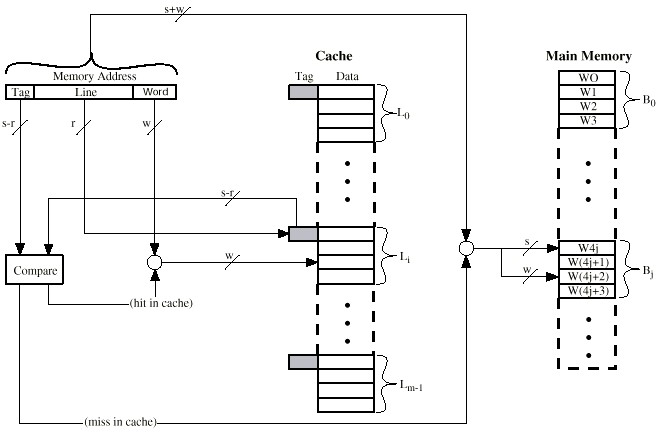 s+w
Cache
Main Memory
Memory Address
Tag Data
Tag Line Word
WO
W1
W2
W3
B0
L0
s-r
r
w
s-r
Compare
w
Li
s
w
W4j
W(4j+1)
W(4j+2)
W(4j+3)
Bj
(hit in cache)
Lm-1
(miss in cache)